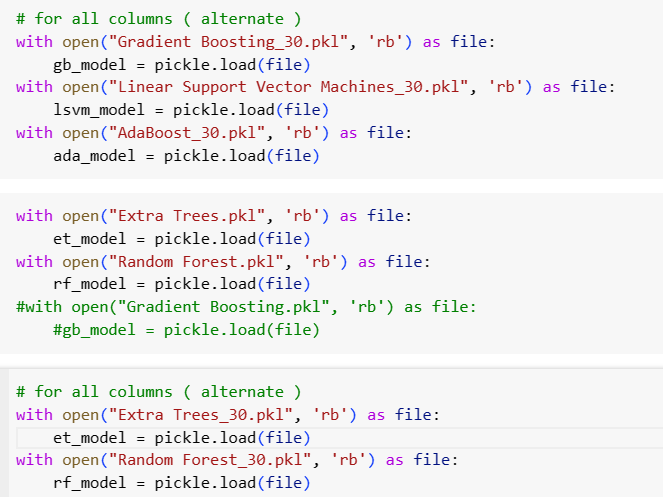 # for all columns ( alternate )
with open("Gradient Boosting_30.pkl", 'rb') as file:
    gb_model = pickle.load(file)
with open("Linear Support Vector Machines_30.pkl", 'rb') as file:
    lsvm_model = pickle.load(file)
with open("AdaBoost_30.pkl", 'rb') as file:
    ada_model = pickle.load(file)
with open("Extra Trees.pkl", 'rb') as file:
    et_model = pickle.load(file)
with open("Random Forest.pkl", 'rb') as file:
    rf_model = pickle.load(file)
#with open("Gradient Boosting.pkl", 'rb') as file:
    #gb_model = pickle.load(file)
# for all columns ( alternate )
with open("Extra Trees_30.pkl", 'rb') as file:
    et_model = pickle.load(file)
with open("Random Forest_30.pkl", 'rb') as file:
    rf_model = pickle.load(file)